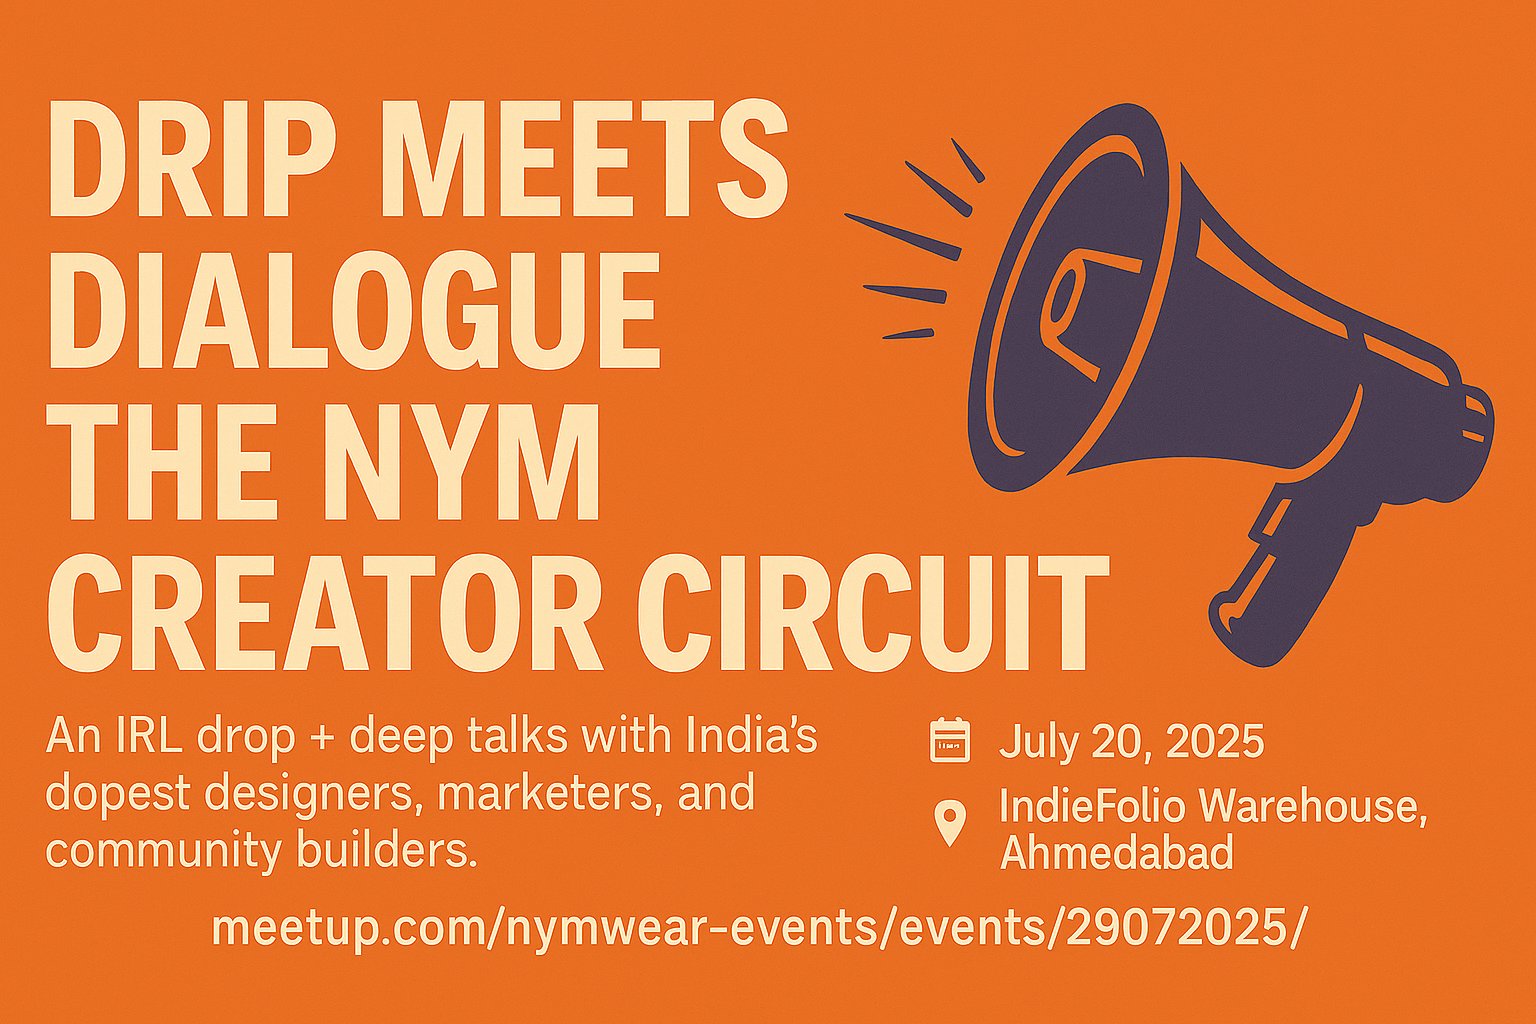 DRIP MEETS
DIALOGUE
THE NYM
CREATOR CIRCUIT
An IRL drop + deep talks with India’s
dopest designers, marketers, and
community builders.
July 20, 2025
IndieFolio Warehouse,
Ahmedabad
meetup.com/nymwear-events/events/29072025/